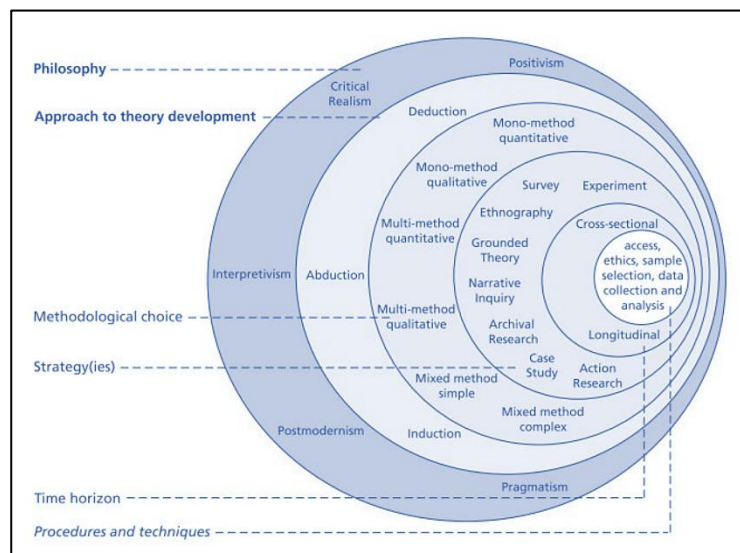 Philosophy
Positivism
Critical
Realism
Approach to theory development
Deduction
Mono-method
quantitative
Mono-method
qualitative
Survey
Experiment
Ethnography
Cross-sectional
Multi-method
quantitative
Grounded
Theory
access,
ethics, sample
selection, data
collection and
analysis
Interpretivism
Abduction
Narrative
Inquiry
Methodological choice
Multi-method
qualitative
Archival
Research
Longitudinal
Strategy(ies)
Case
Study
Action
Research
Mixed method
simple
Mixed method
complex
Postmodernism
Induction
Pragmatism
Time horizon
Procedures and techniques